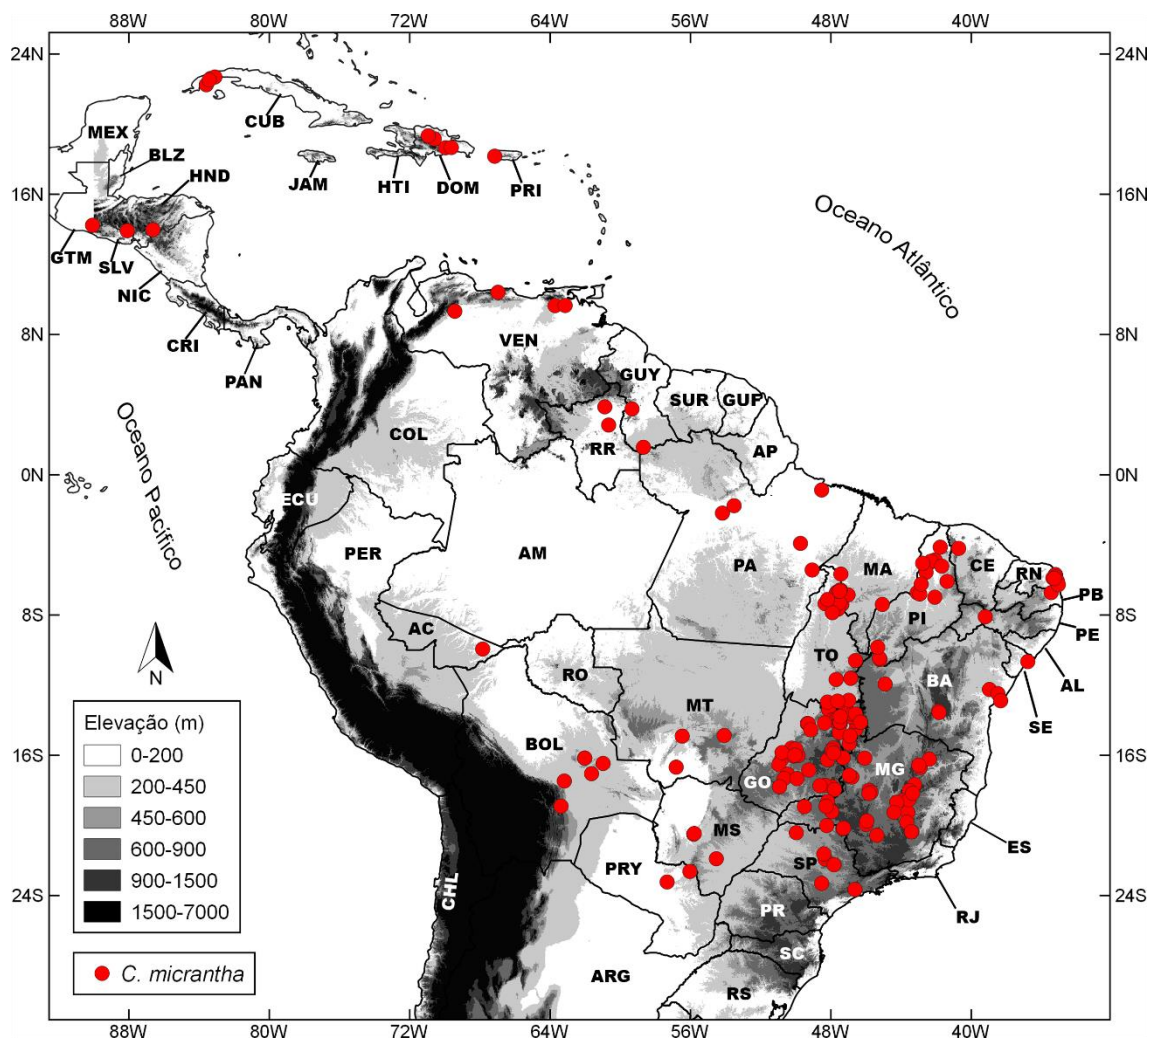 88W 80W 72W 64W 56W 48W 40W
24N 24N
CUB
MEX
BLZ
HND
JAM HTI DOM PRI
16N 16N
Oceano Atlântico
GTM
SLV
NIC
CRI
PAN
8N 8N
VEN
GUY
SUR GUF
COL
RR
AP
Oceano Pacífico
0N 0N
ECU
PER
AM
PA
MA
CE
RN
PB
8S 8S
AC
PI
PE
TO
RO
AL
BA
MT
SE
N
BOL
16S 16S
GO
MG
MS
ES
SP
PRY
24S 24S
CHL
PR
RJ
SC
ARG
RS
Elevação (m)
0-200
200-450
450-600
600-900
900-1500
1500-7000
C. micrantha
88W 80W 72W 64W 56W 48W 40W